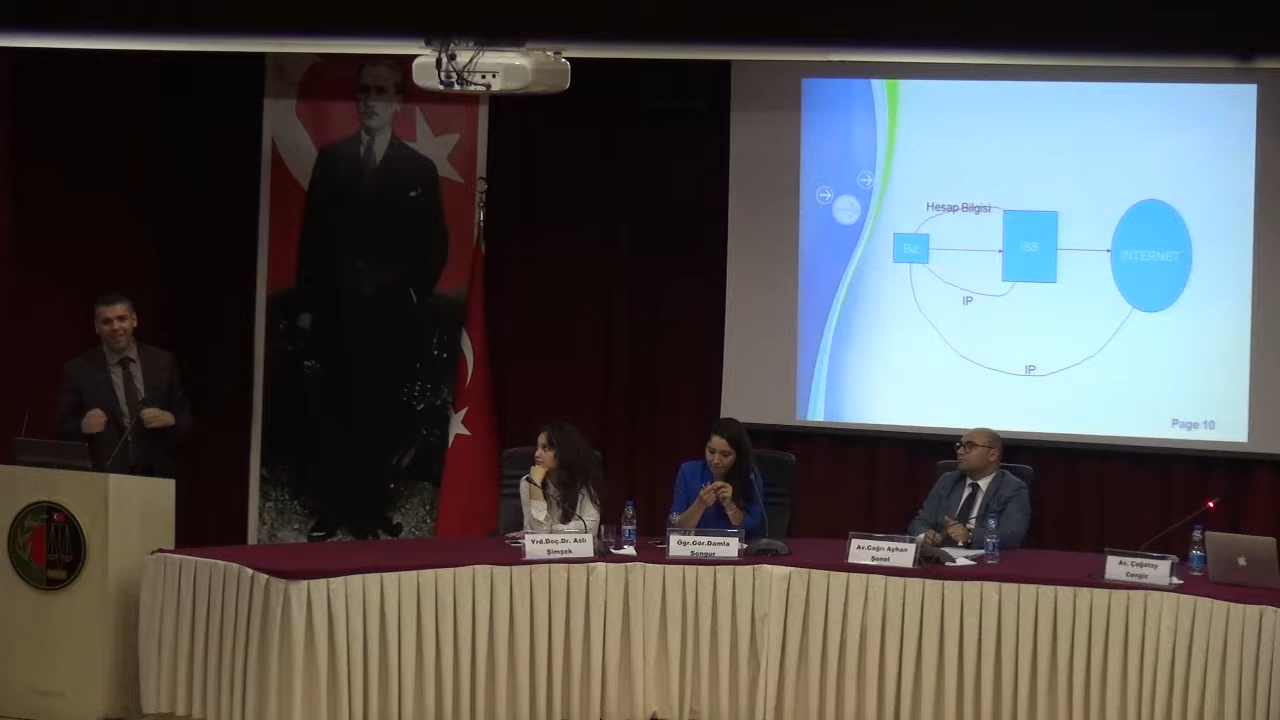 Hesap Bilgisi
Biz
ISS
INTERNET
IP
IP
Page 10
Yrd.Doç.Dr. Aslı
Şimşek
Öğr.Gör.Damla
Songur
Av.Çağrı Ayhan
Şenel
Av. Çağatay
Cengiz